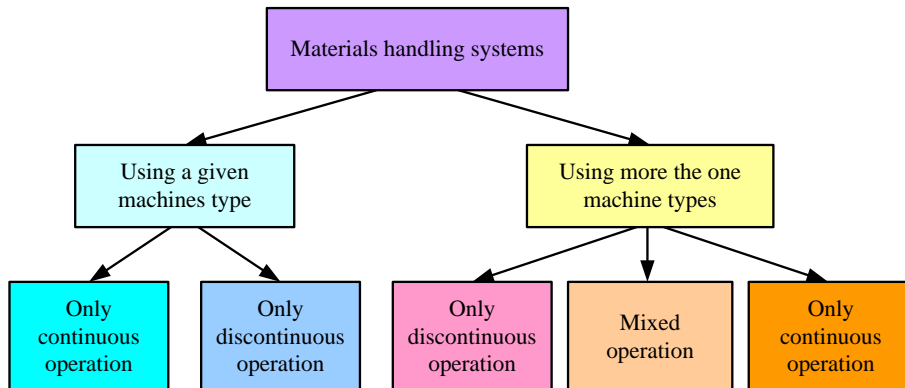 Materials handling systems
Using a given
machines type
Using more the one
machine types
Only
continuous
operation
Only
discontinuous
operation
Only
discontinuous
operation
Mixed
operation
Only
continuous
operation